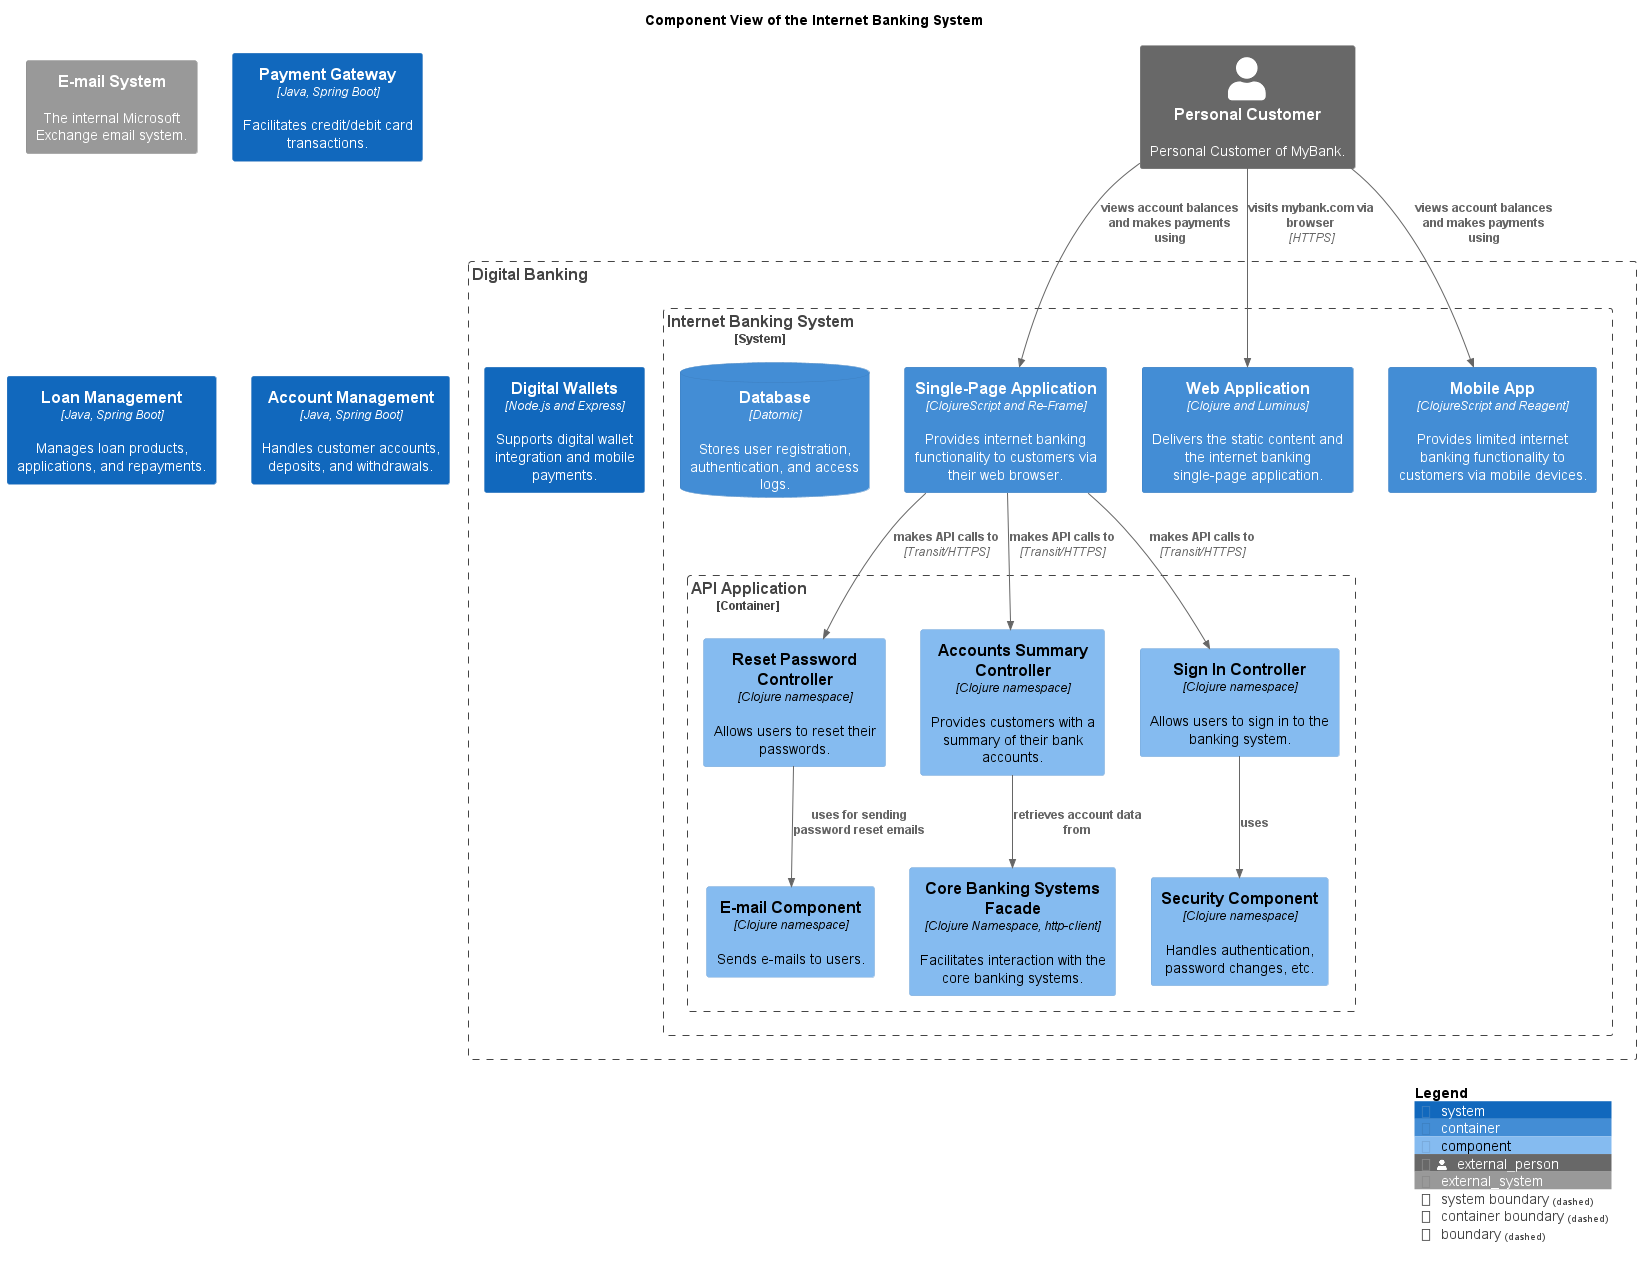 Component View of the Internet Banking System
E-mail System
The internal Microsoft
Exchange email system.
Payment Gateway
[Java, Spring Boot]
Facilitates credit/debit card
transactions.
Personal Customer
Personal Customer of MyBank.
views account balances
and makes payments
using
visits mybank.com via
browser
[HTTPS]
views account balances
and makes payments
using
Digital Banking
Internet Banking System
[System]
Loan Management
[Java, Spring Boot]
Manages loan products,
applications, and repayments.
Account Management
[Java, Spring Boot]
Handles customer accounts,
deposits, and withdrawals.
Digital Wallets
[Node.js and Express]
Supports digital wallet
integration and mobile
payments.
Database
[Datomic]
Stores user registration,
authentication, and access
logs.
Single-Page Application
[ClojureScript and Re-Frame]
Provides internet banking
functionality to customers via
their web browser.
Web Application
[Clojure and Luminus]
Delivers the static content and
the internet banking
single-page application.
Mobile App
[ClojureScript and Reagent]
Provides limited internet
banking functionality to
customers via mobile devices.
makes API calls to
[Transit/HTTPS]
makes API calls to
[Transit/HTTPS]
makes API calls to
[Transit/HTTPS]
API Application
[Container]
Reset Password
Controller
[Clojure namespace]
Allows users to reset their
passwords.
Accounts Summary
Controller
[Clojure namespace]
Provides customers with a
summary of their bank
accounts.
Sign In Controller
[Clojure namespace]
Allows users to sign in to the
banking system.
uses for sending
password reset emails
retrieves account data
from
uses
E-mail Component
[Clojure namespace]
Sends e-mails to users.
Core Banking Systems
Facade
[Clojure Namespace, http-client]
Facilitates interaction with the
core banking systems.
Security Component
[Clojure namespace]
Handles authentication,
password changes, etc.
Legend
system
container
component
external_person
external_system
system boundary (dashed)
container boundary (dashed)
boundary (dashed)